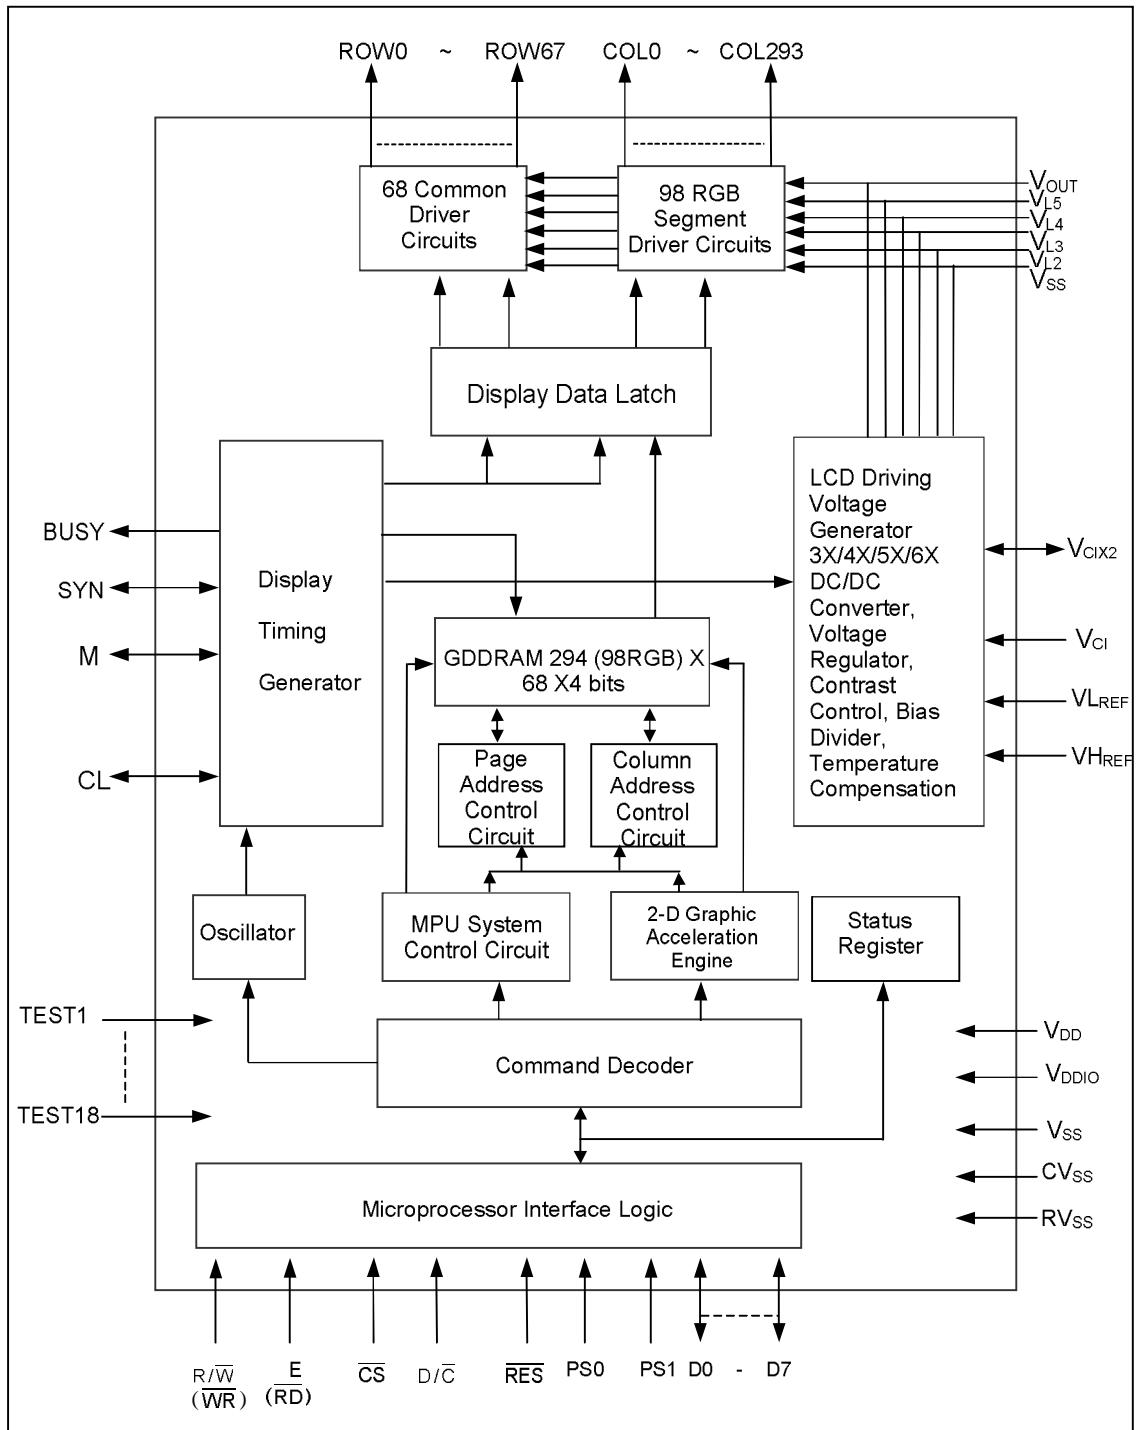 ROW0 ~ ROW67 COL0 ~ COL293
68 Common
Driver
Circuits
98 RGB
Segment
Driver Circuits
VOUT
VL5
VL4
VL3
VL2
VSS
Display Data Latch
BUSY
SYN
M
CL
Display
Timing
Generator
LCD Driving
Voltage
Generator
3X/4X/5X/6X
DC/DC
Converter,
Voltage
Regulator,
Contrast
Control, Bias
Divider,
Temperature
Compensation
VCIX2
VCI
VLREF
VHREF
GDDRAM 294 (98RGB) X
68 X4 bits
Page
Address
Control
Circuit
Column
Address
Control
Circuit
Oscillator
MPU System
Control Circuit
2-D Graphic
Acceleration
Engine
Status
Register
TEST1
TEST18
Command Decoder
VDD
VDDIO
VSS
CVSS
RVSS
Microprocessor Interface Logic
R/W̅
(W̅R̅)
E
(R̅D̅)
C̅S̅
D/C̅
R̅E̅S̅
PS0
PS1
D0 - D7